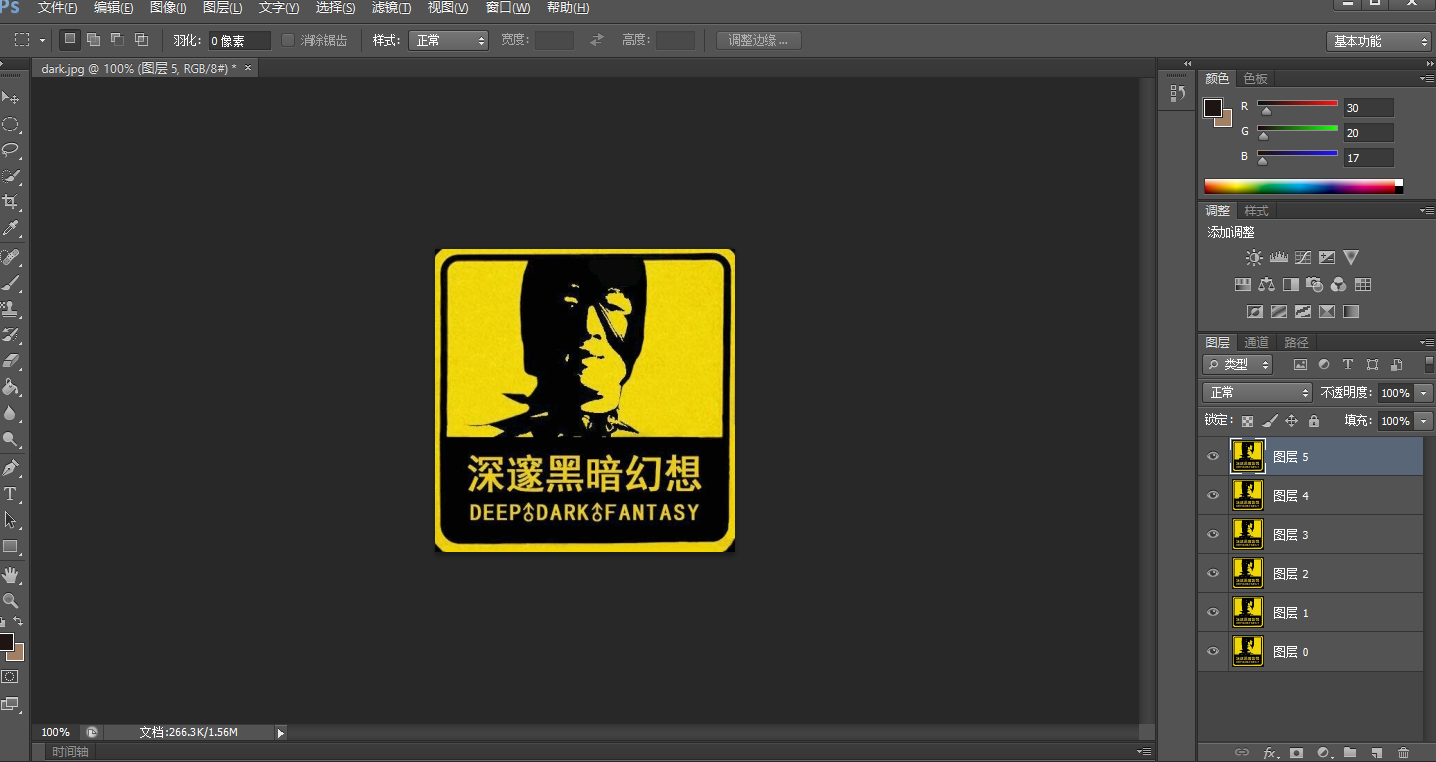 Ps 文件(F) 编辑(E) 图像(I) 图层(L) 文字(Y) 选择(S) 滤镜(T) 视图(V) 窗口(W) 帮助(H)
羽化: 0 像素 消除锯齿 样式: 正常 宽度: 高度: 调整边缘... 基本功能
dark.jpg @ 100% (图层 5, RGB/8#) * ×
颜色 色板
R 30
G 20
B 17
调整 样式
添加调整
图层 通道 路径
类型
正常 不透明度: 100%
锁定: 填充: 100%
图层 5
图层 4
图层 3
图层 2
图层 1
图层 0
深邃黑暗幻想
DEEP♂DARK♂FANTASY
100% 文档:266.3K/1.56M
时间轴
fx